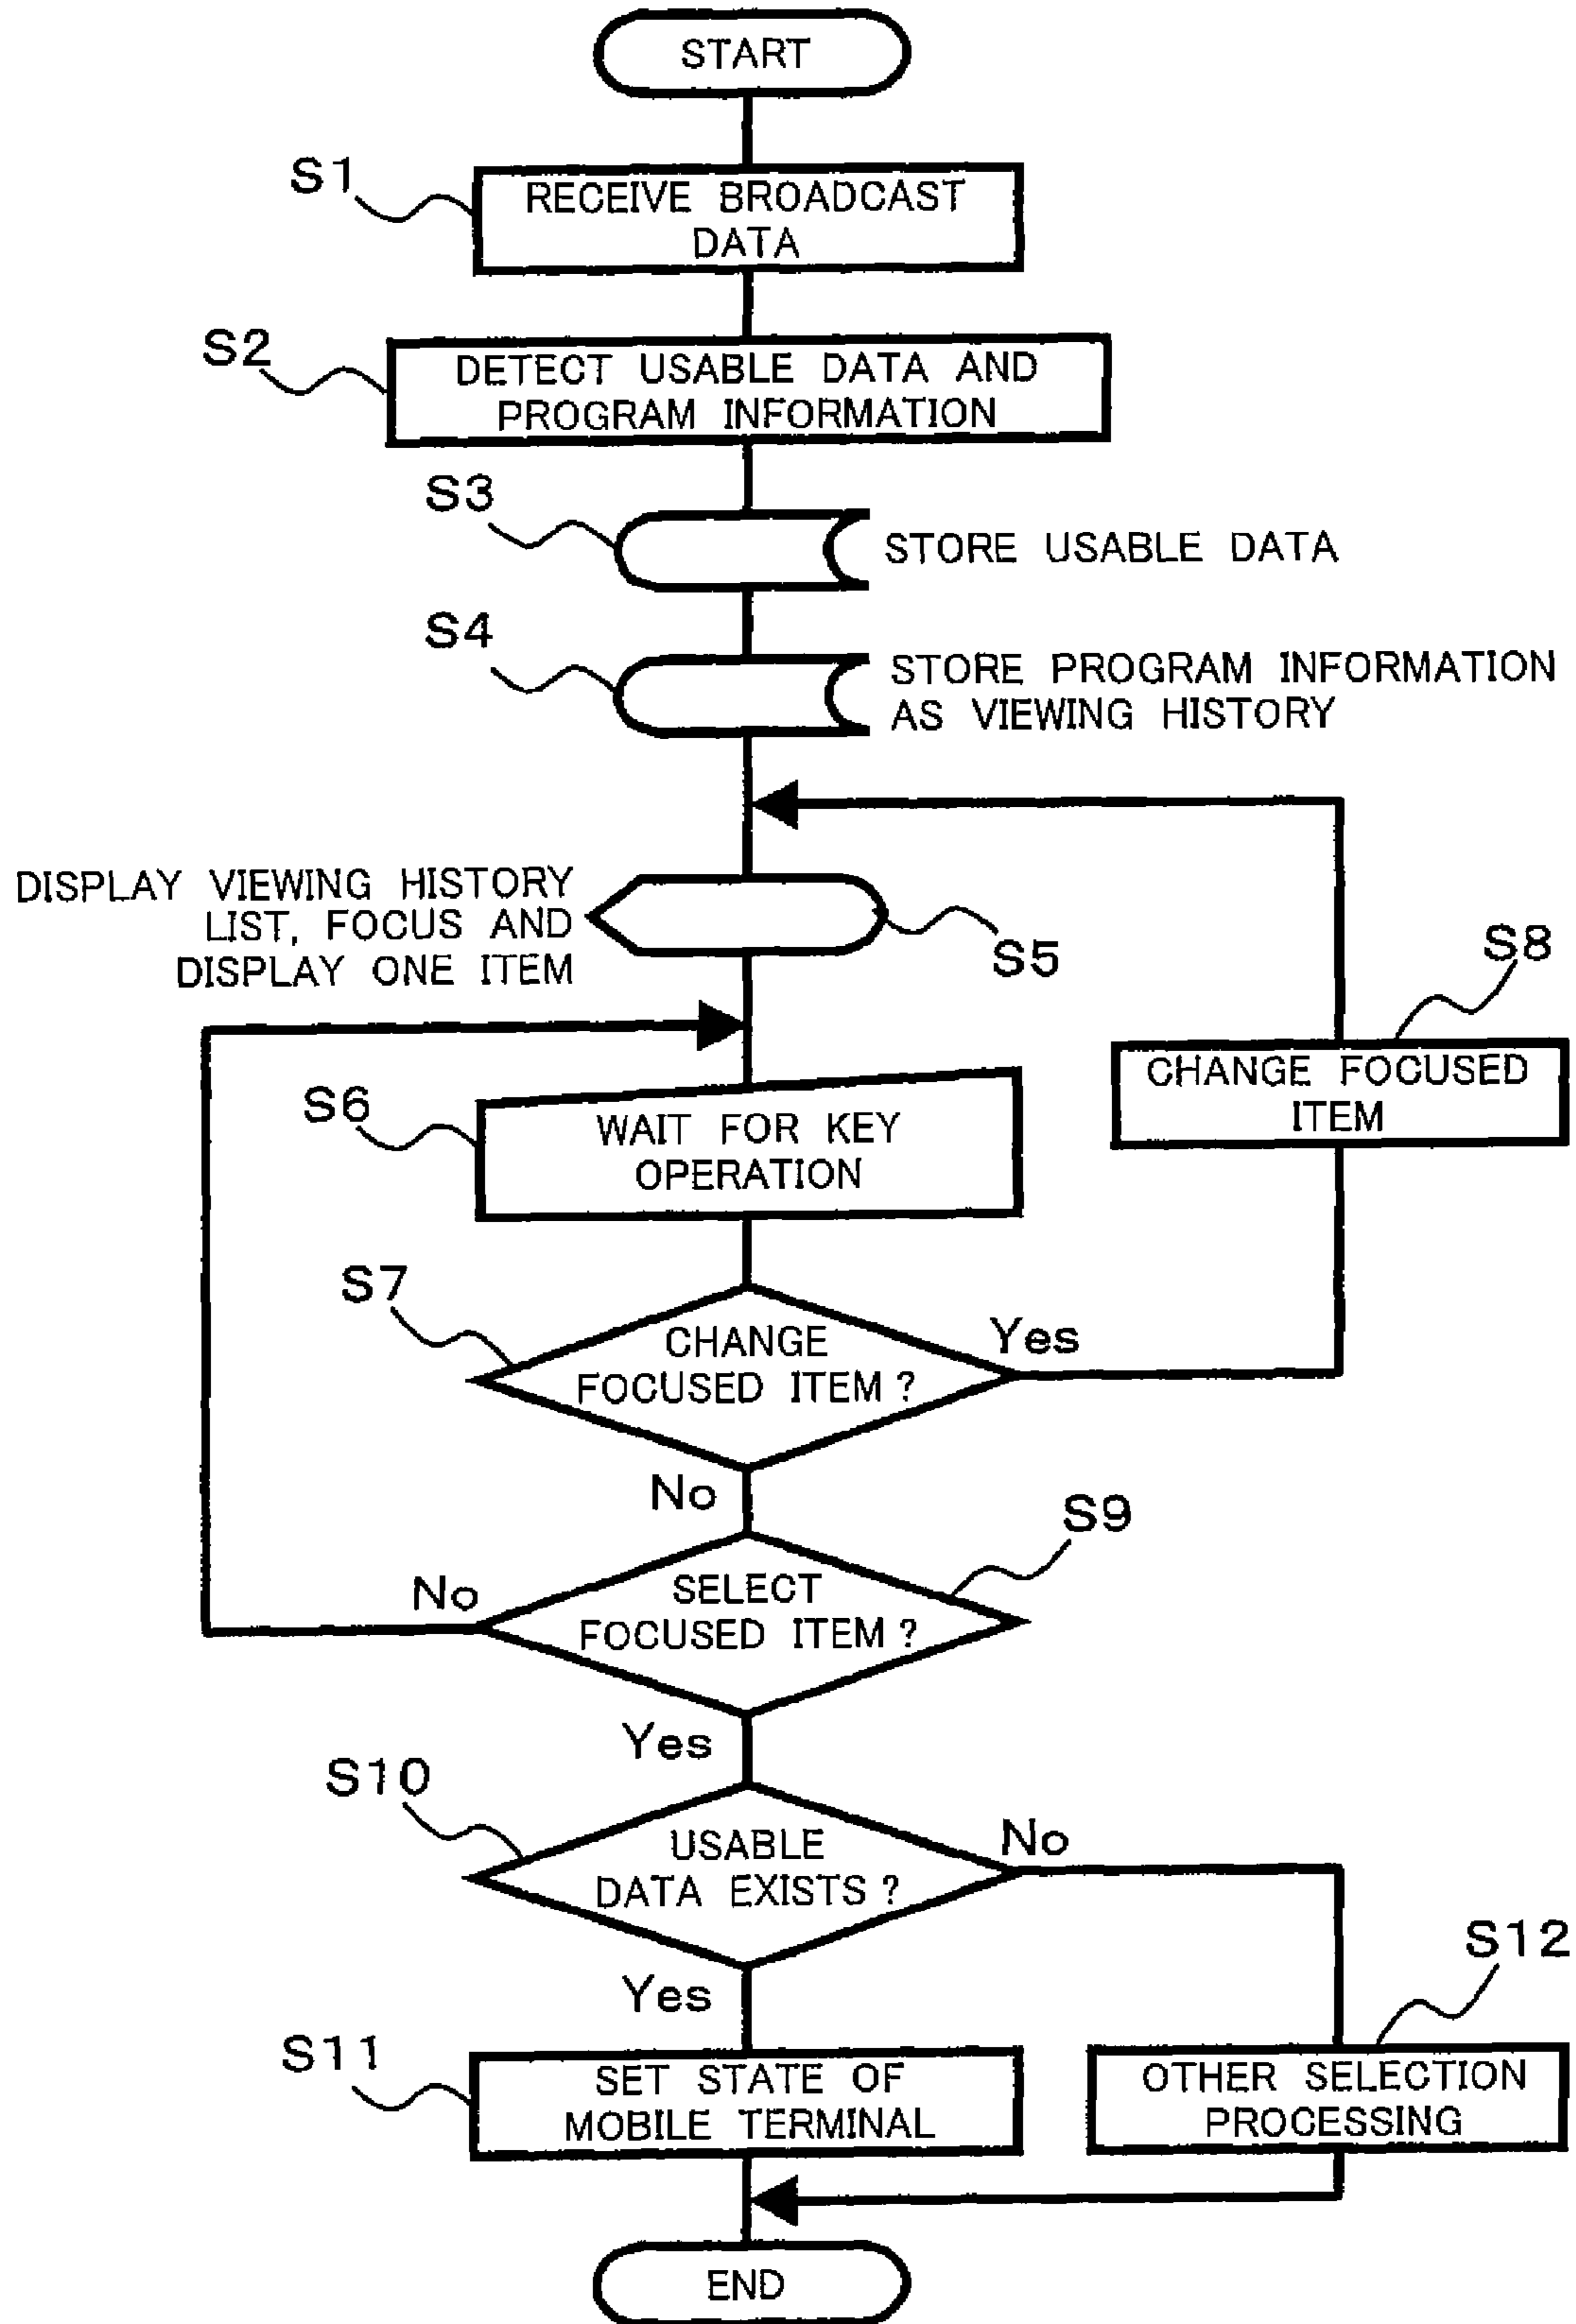 START
S1
RECEIVE BROADCAST
DATA
S2
DETECT USABLE DATA AND
PROGRAM INFORMATION
S3
STORE USABLE DATA
S4
STORE PROGRAM INFORMATION
AS VIEWING HISTORY
DISPLAY VIEWING HISTORY
LIST, FOCUS AND
DISPLAY ONE ITEM
S5
S8
CHANGE FOCUSED
ITEM
S6
WAIT FOR KEY
OPERATION
S7
CHANGE
FOCUSED ITEM?
Yes
No
S9
SELECT
FOCUSED ITEM?
No
Yes
S10
USABLE
DATA EXISTS?
No
Yes
S12
OTHER SELECTION
PROCESSING
S11
SET STATE OF
MOBILE TERMINAL
END